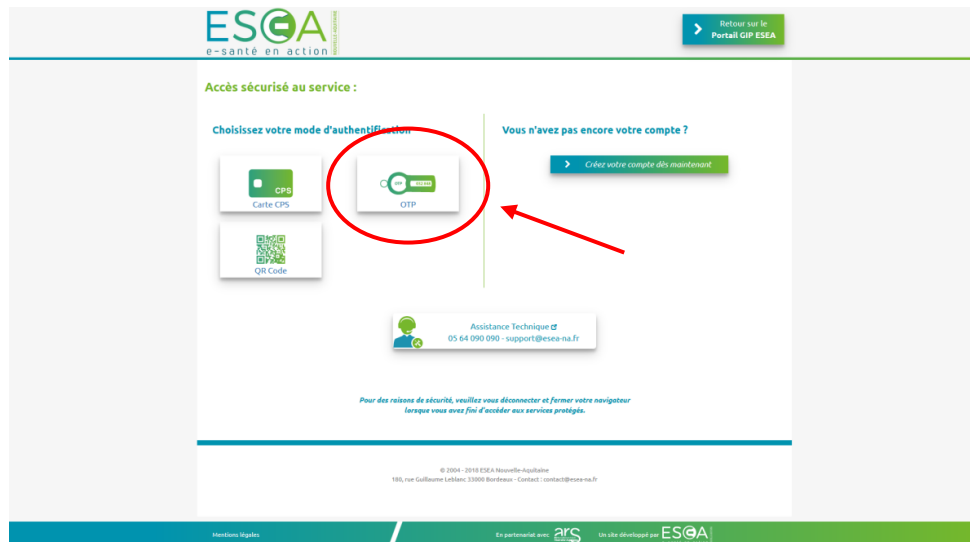 ESEA
e-santé en action
Retour sur le
Portail GIP ESEA
Accès sécurisé au service :
Choisissez votre mode d'authentification
Vous n'avez pas encore votre compte ?
Créez votre compte dès maintenant
CPS
Carte CPS
OTP
OTP
QR Code
Assistance Technique
05 64 090 090 - support@esea-na.fr
Pour des raisons de sécurité, veuillez vous déconnecter et fermer votre navigateur
lorsque vous avez fini d'accéder aux services protégés.
© 2004 - 2018 ESEA Nouvelle-Aquitaine
180, rue Guillaume Leblanc 33000 Bordeaux - Contact : contact@esea-na.fr
Mentions légales
En partenariat avec ars
Un site développé par ESEA